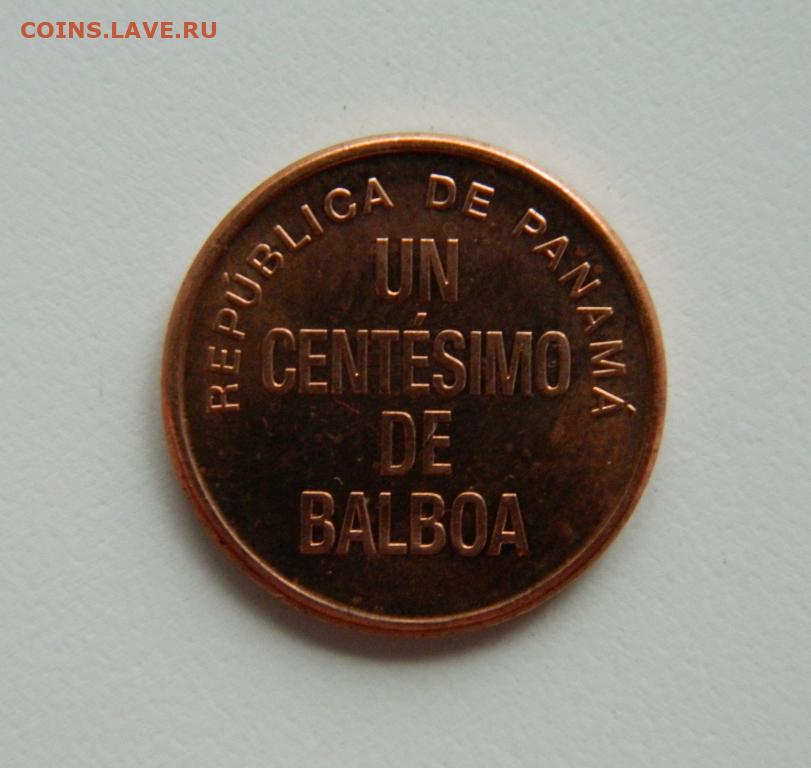 COINS.LAVE.RU
REPÚBLICA DE PANAMÁ
UN
CENTÉSIMO
DE
BALBOA